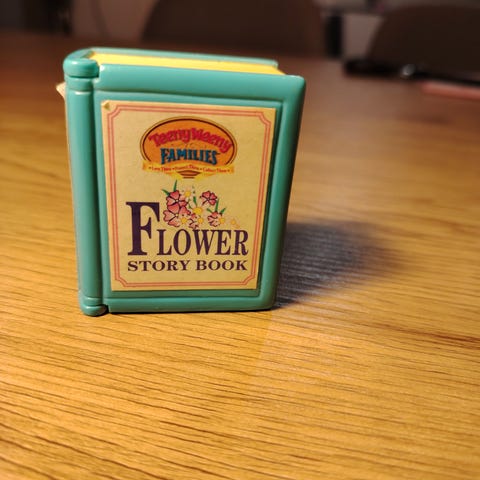 Teeny Weeny
FAMILIES
FLOWER
STORY BOOK